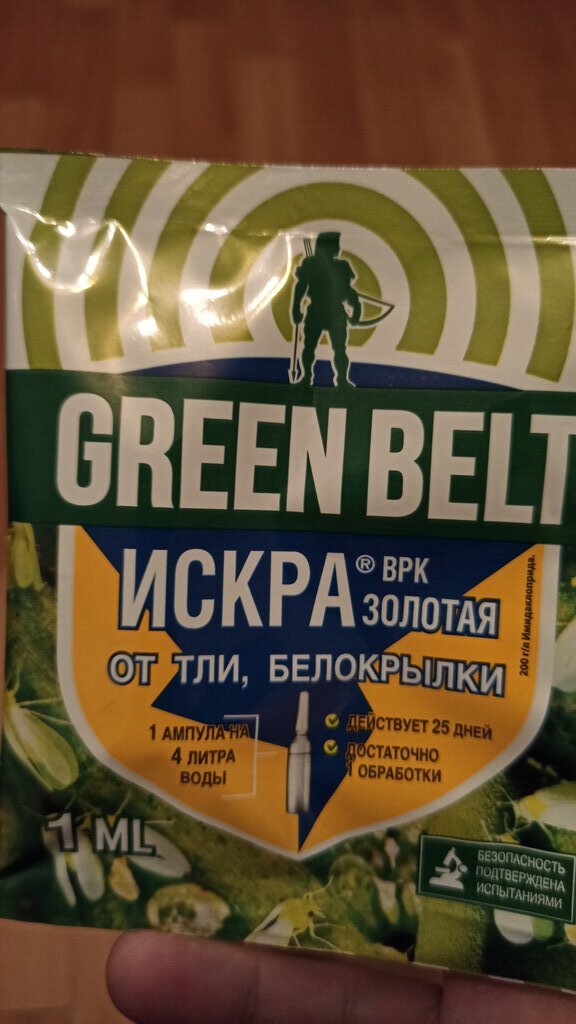 GREEN BELT
ИСКРА® ВРК
ЗОЛОТАЯ
200 г/л Имидаклоприда.
ОТ ТЛИ, БЕЛОКРЫЛКИ
1 АМПУЛА НА
4 ЛИТРА
ВОДЫ
ДЕЙСТВУЕТ 25 ДНЕЙ
ДОСТАТОЧНО
1 ОБРАБОТКИ
1 ML
БЕЗОПАСНОСТЬ
ПОДТВЕРЖДЕНА
ИСПЫТАНИЯМИ